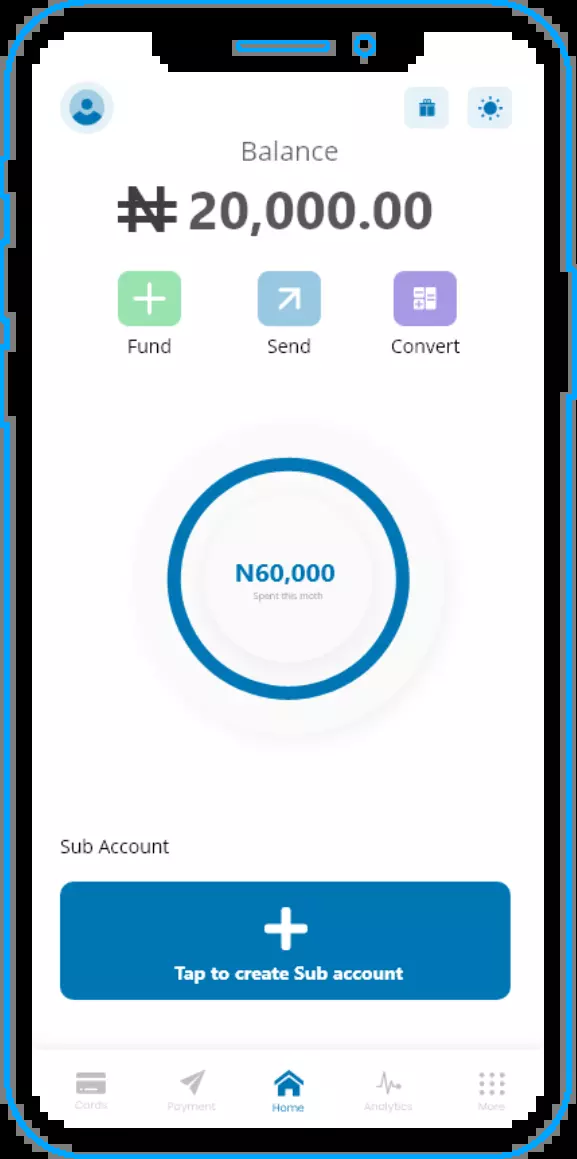 Balance
₦ 20,000.00
Fund Send Convert
N60,000
Spent this moth
Sub Account
Tap to create Sub account
Cards Payment Home Analytics More